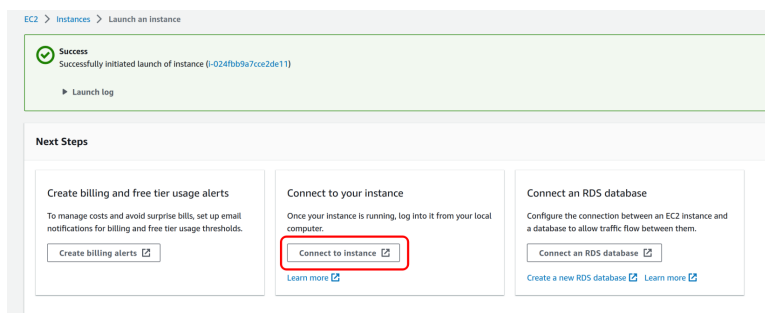 EC2 > Instances > Launch an instance
Success
Successfully initiated launch of instance (i-024fbb9a7cce2de11)
Launch log
Next Steps
Create billing and free tier usage alerts
To manage costs and avoid surprise bills, set up email
notifications for billing and free tier usage thresholds.
Create billing alerts
Connect to your instance
Once your instance is running, log into it from your local
computer.
Connect to instance
Learn more
Connect an RDS database
Configure the connection between an EC2 instance and
a database to allow traffic flow between them.
Connect an RDS database
Create a new RDS database Learn more